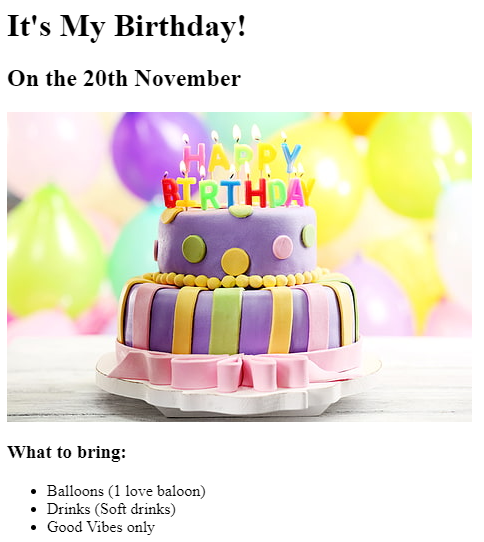 It's My Birthday!
On the 20th November
HAPPY
BIRTHDAY
What to bring:
Balloons (1 love baloon)
Drinks (Soft drinks)
Good Vibes only